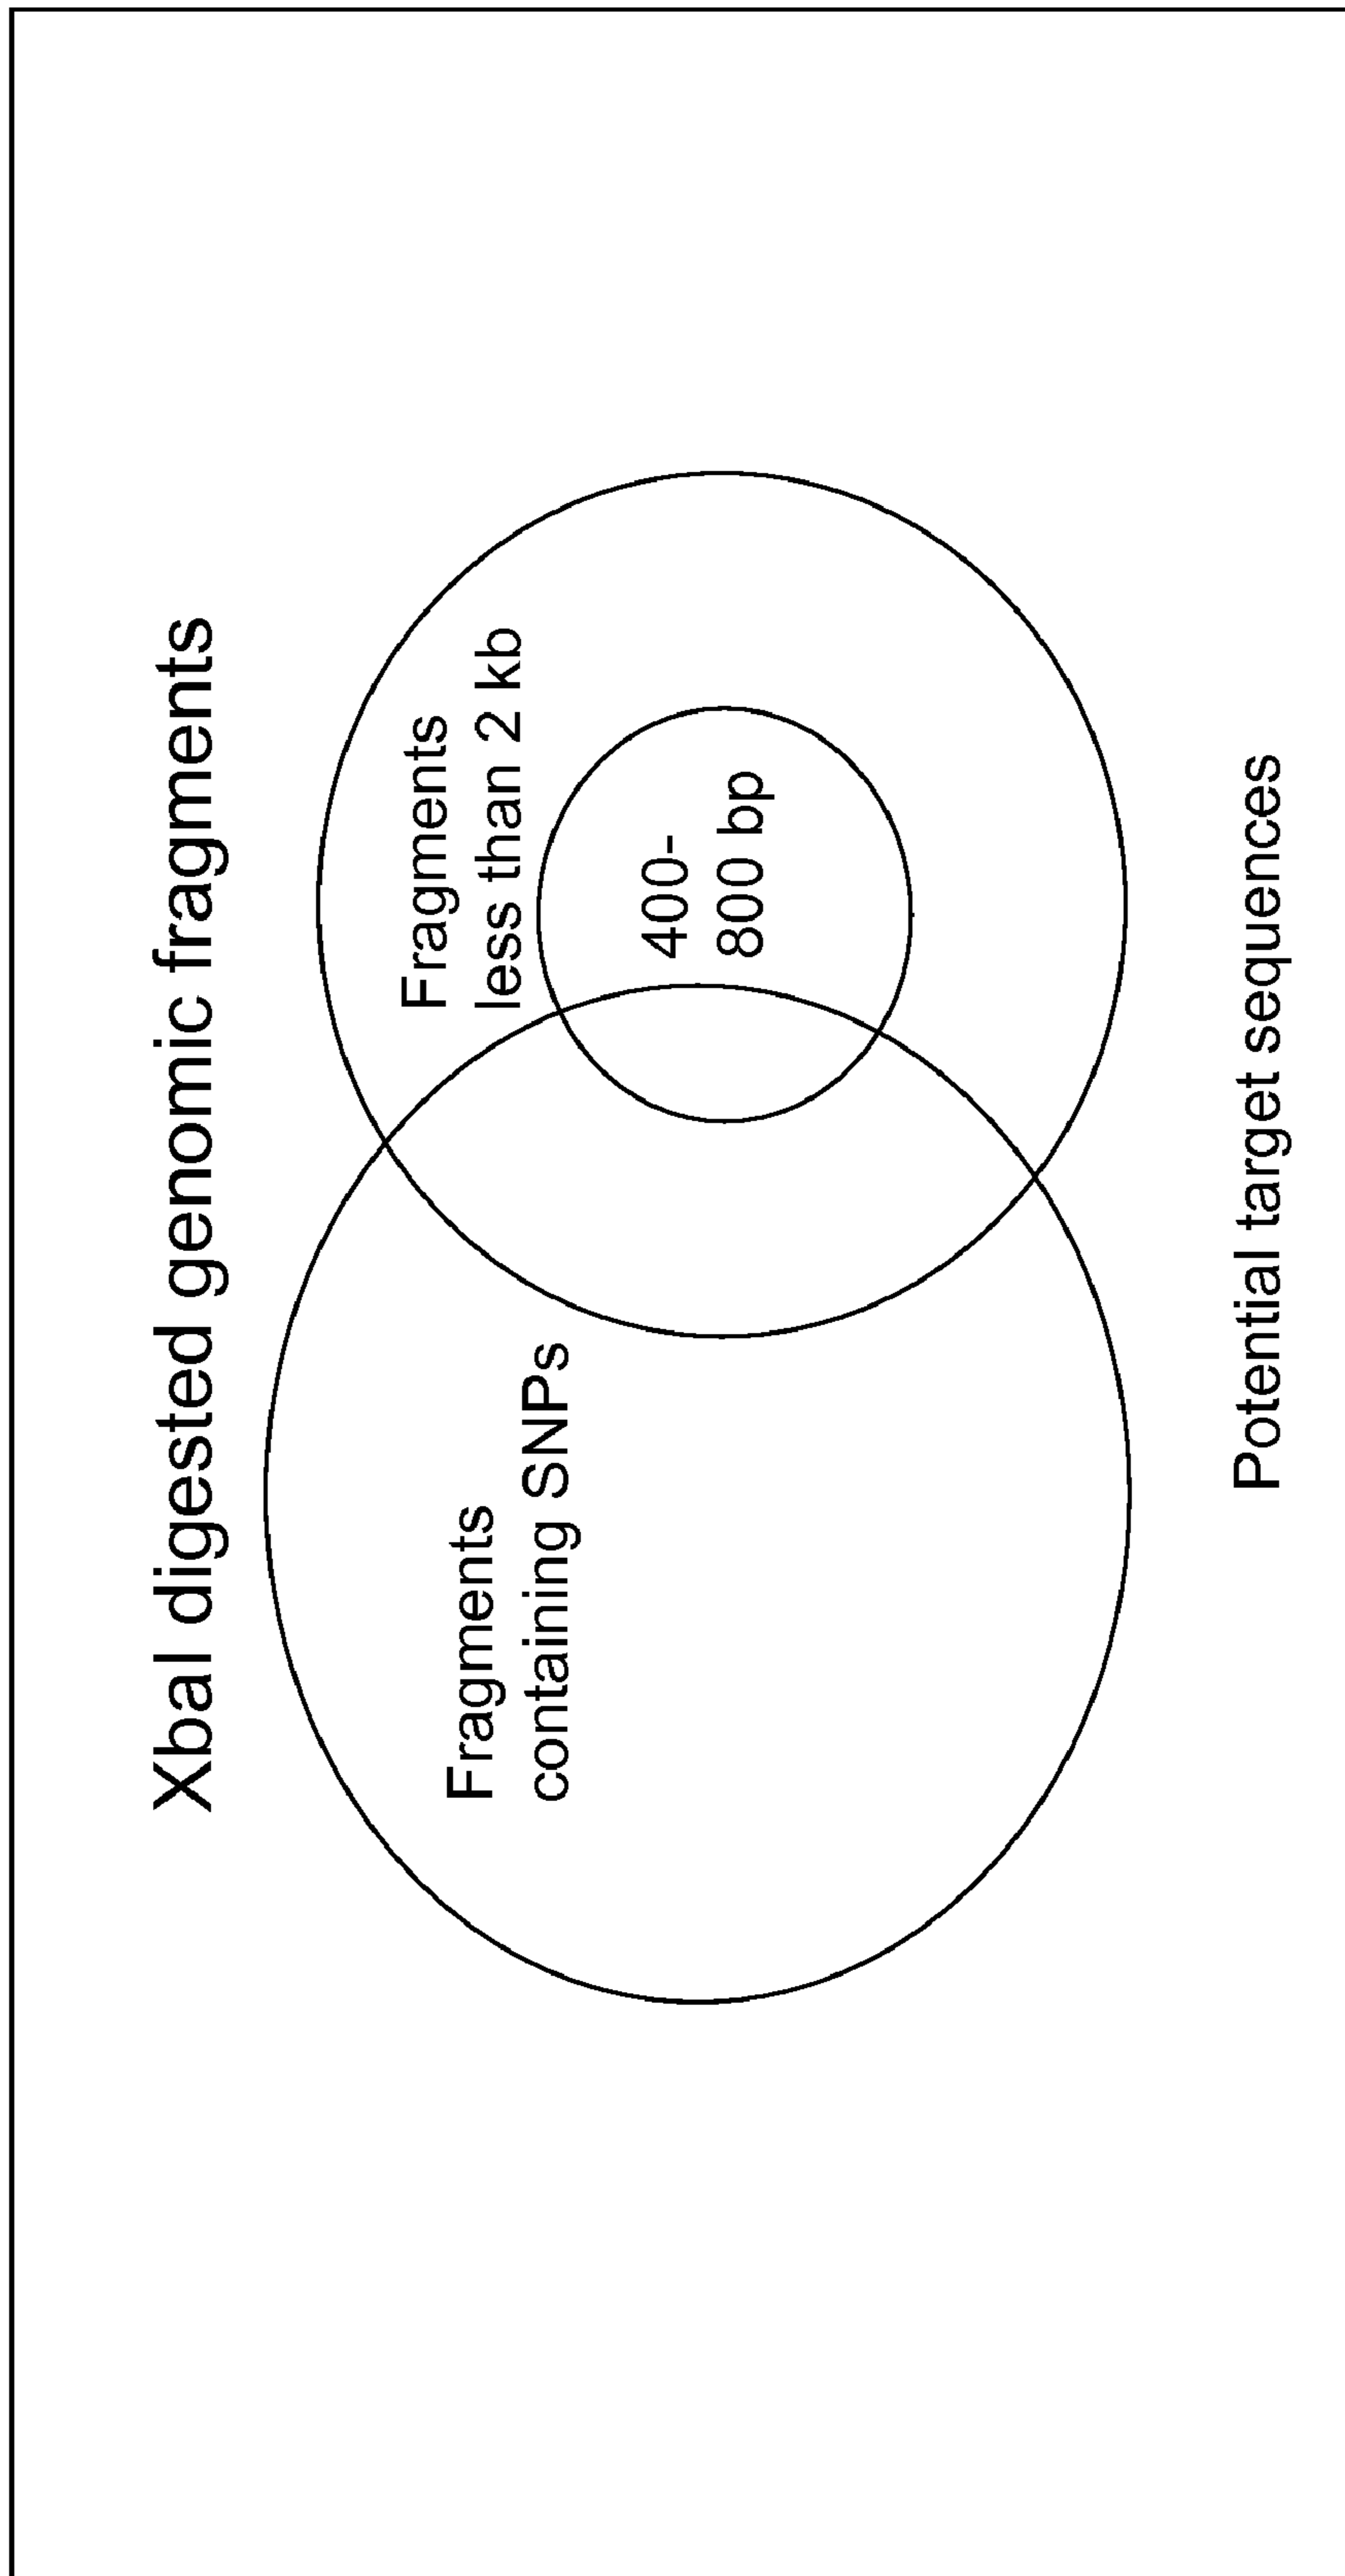 XbaI digested genomic fragments
Fragments
containing SNPs
Fragments
less than 2 kb
400-
800 bp
Potential target sequences